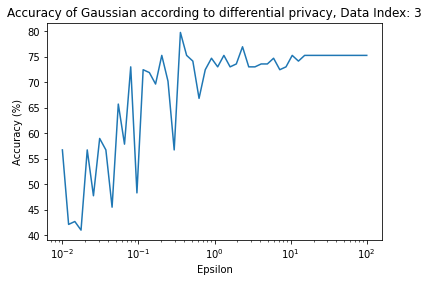 Accuracy of Gaussian according to differential privacy, Data Index: 3
80
75
70
65
60
55
50
45
40
Accuracy (%)
10⁻² 10⁻¹ 10⁰ 10¹ 10²
Epsilon